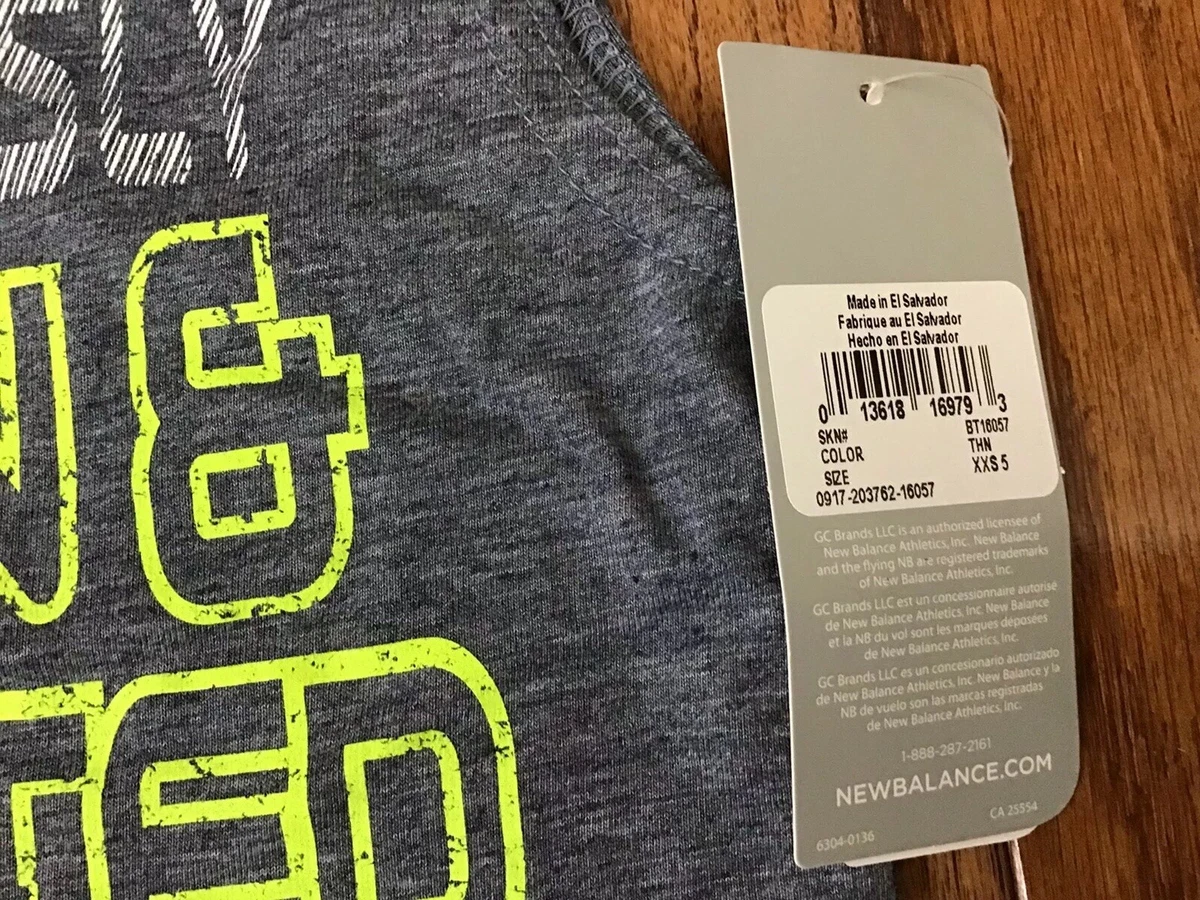 SLY
&
TED
Made in El Salvador
Fabrique au El Salvador
Hecho en El Salvador
0 13618 16979 3
SKN# BT16057
COLOR THN
SIZE XXS 5
0917-203762-16057
GC Brands LLC is an authorized licensee of
New Balance Athletics, Inc. New Balance
and the flying NB are registered trademarks
of New Balance Athletics, Inc.
GC Brands LLC est un concessionnaire autorisé
de New Balance Athletics, Inc. New Balance
et la NB du vol sont les marques déposées
de New Balance Athletics, Inc.
GC Brands LLC es un concesionario autorizado
de New Balance Athletics, Inc. New Balance y la
NB de vuelo son las marcas registradas
de New Balance Athletics, Inc.
1-888-287-2161
NEWBALANCE.COM
CA 25554
6304-0136